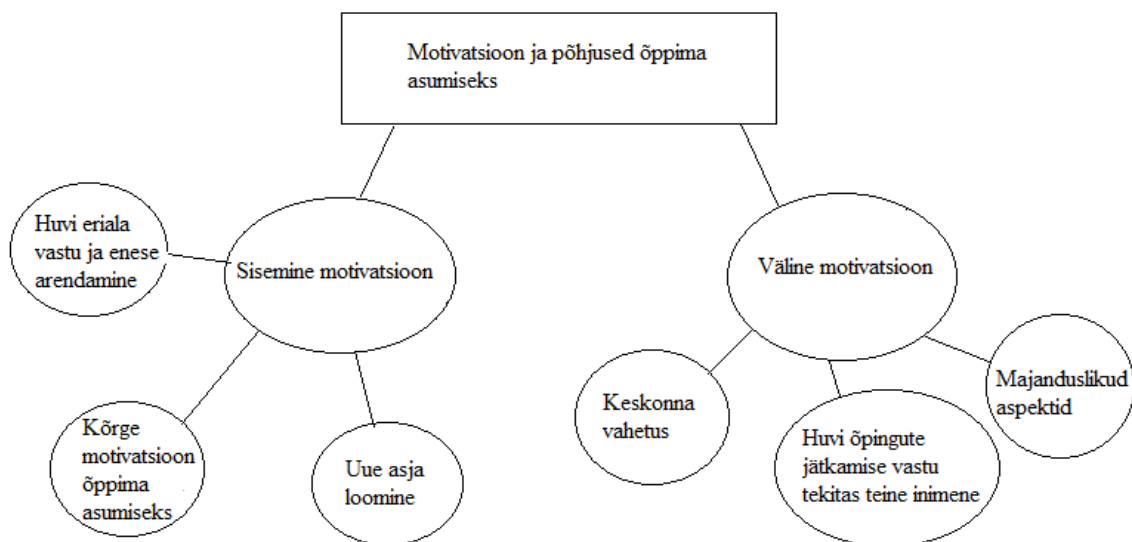 Motivatsioon ja põhjused õppima
asumiseks
Huvi eriala
vastu ja enese
arendamine
Sisemine motivatsioon
Väline motivatsioon
Kõrge
motivatsioon
õppima
asumiseks
Uue asja
loomine
Keskonna
vahetus
Huvi õpingute
jätkamise vastu
tekitas teine inimene
Majanduslikud
aspektid